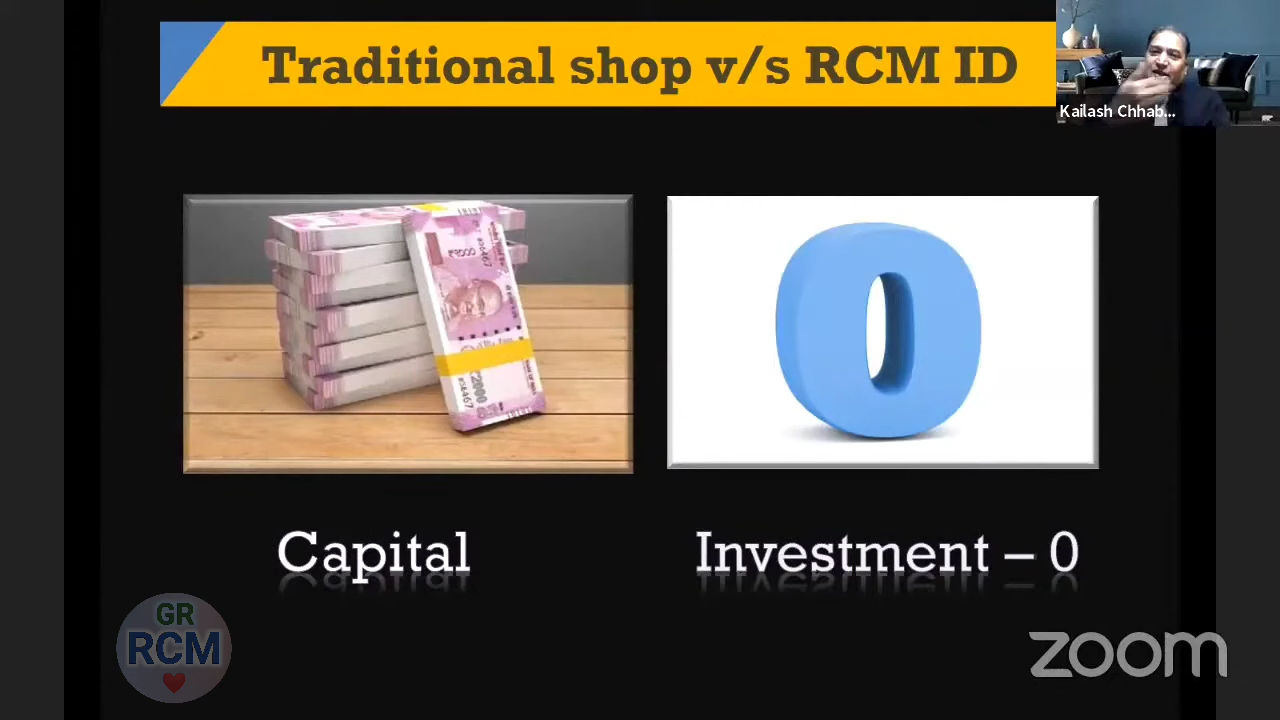 Traditional shop v/s RCM ID
Kailash Chhab...
Capital
Investment – 0
GR
RCM
zoom